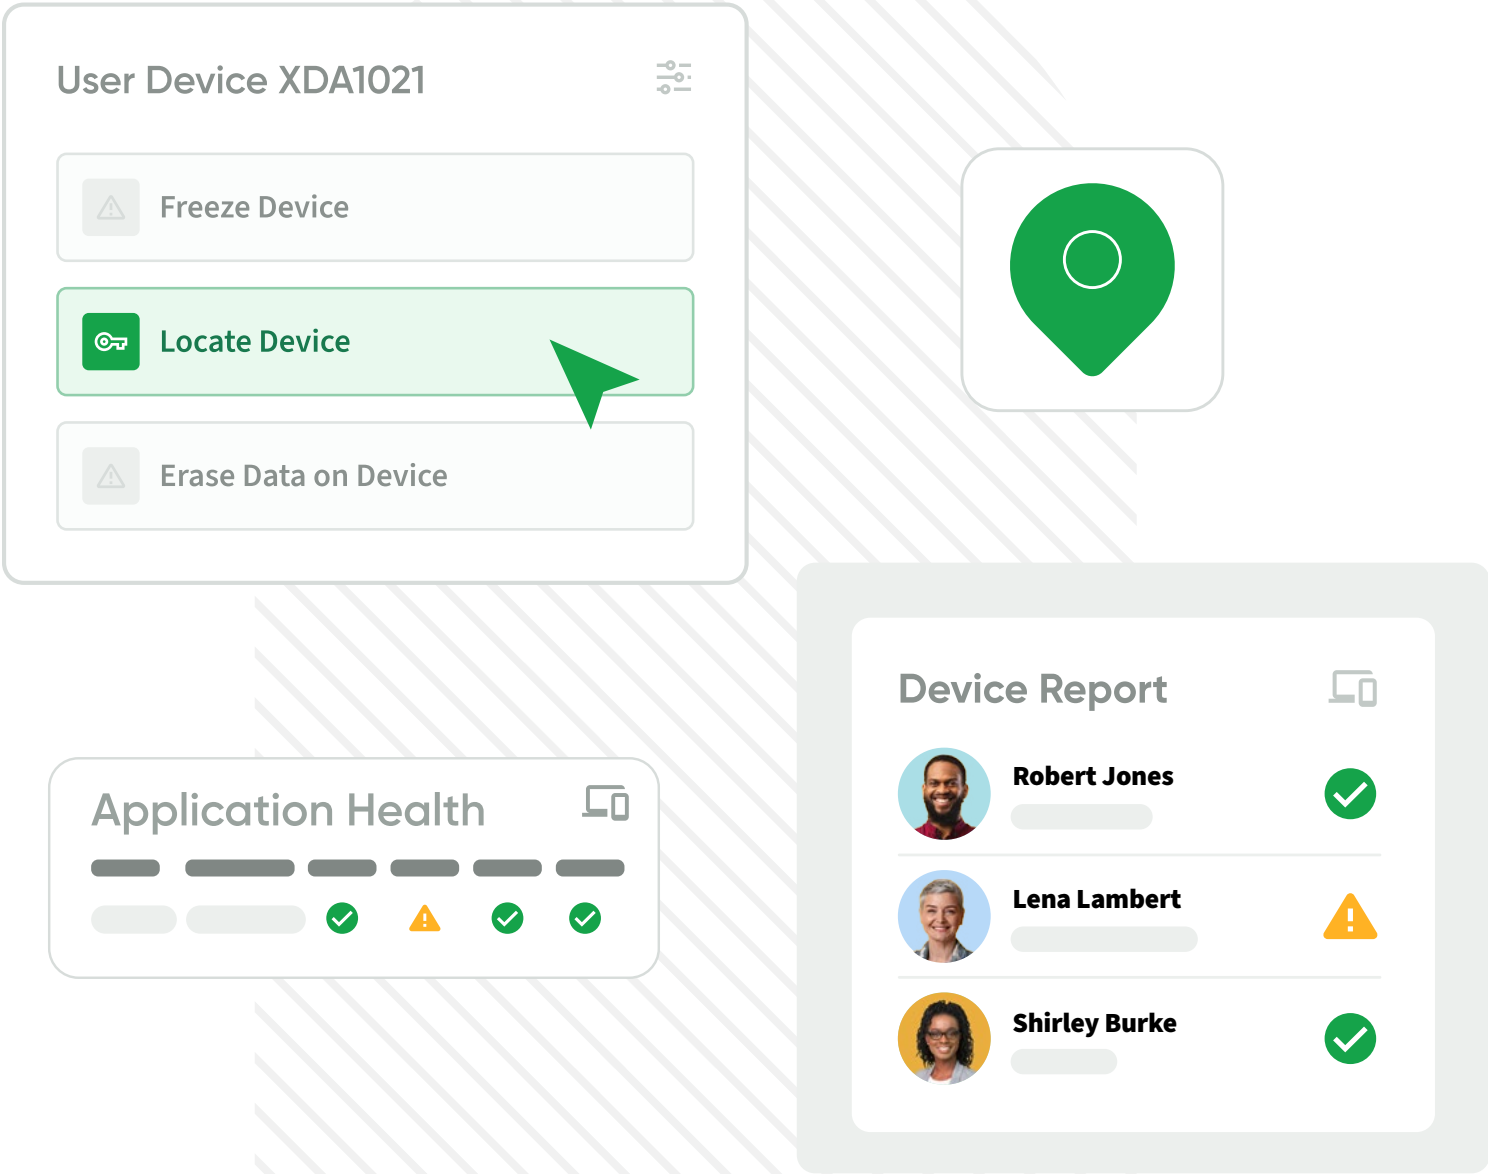 User Device XDA1021
Freeze Device
Locate Device
Erase Data on Device
Application Health
Device Report
Robert Jones
Lena Lambert
Shirley Burke